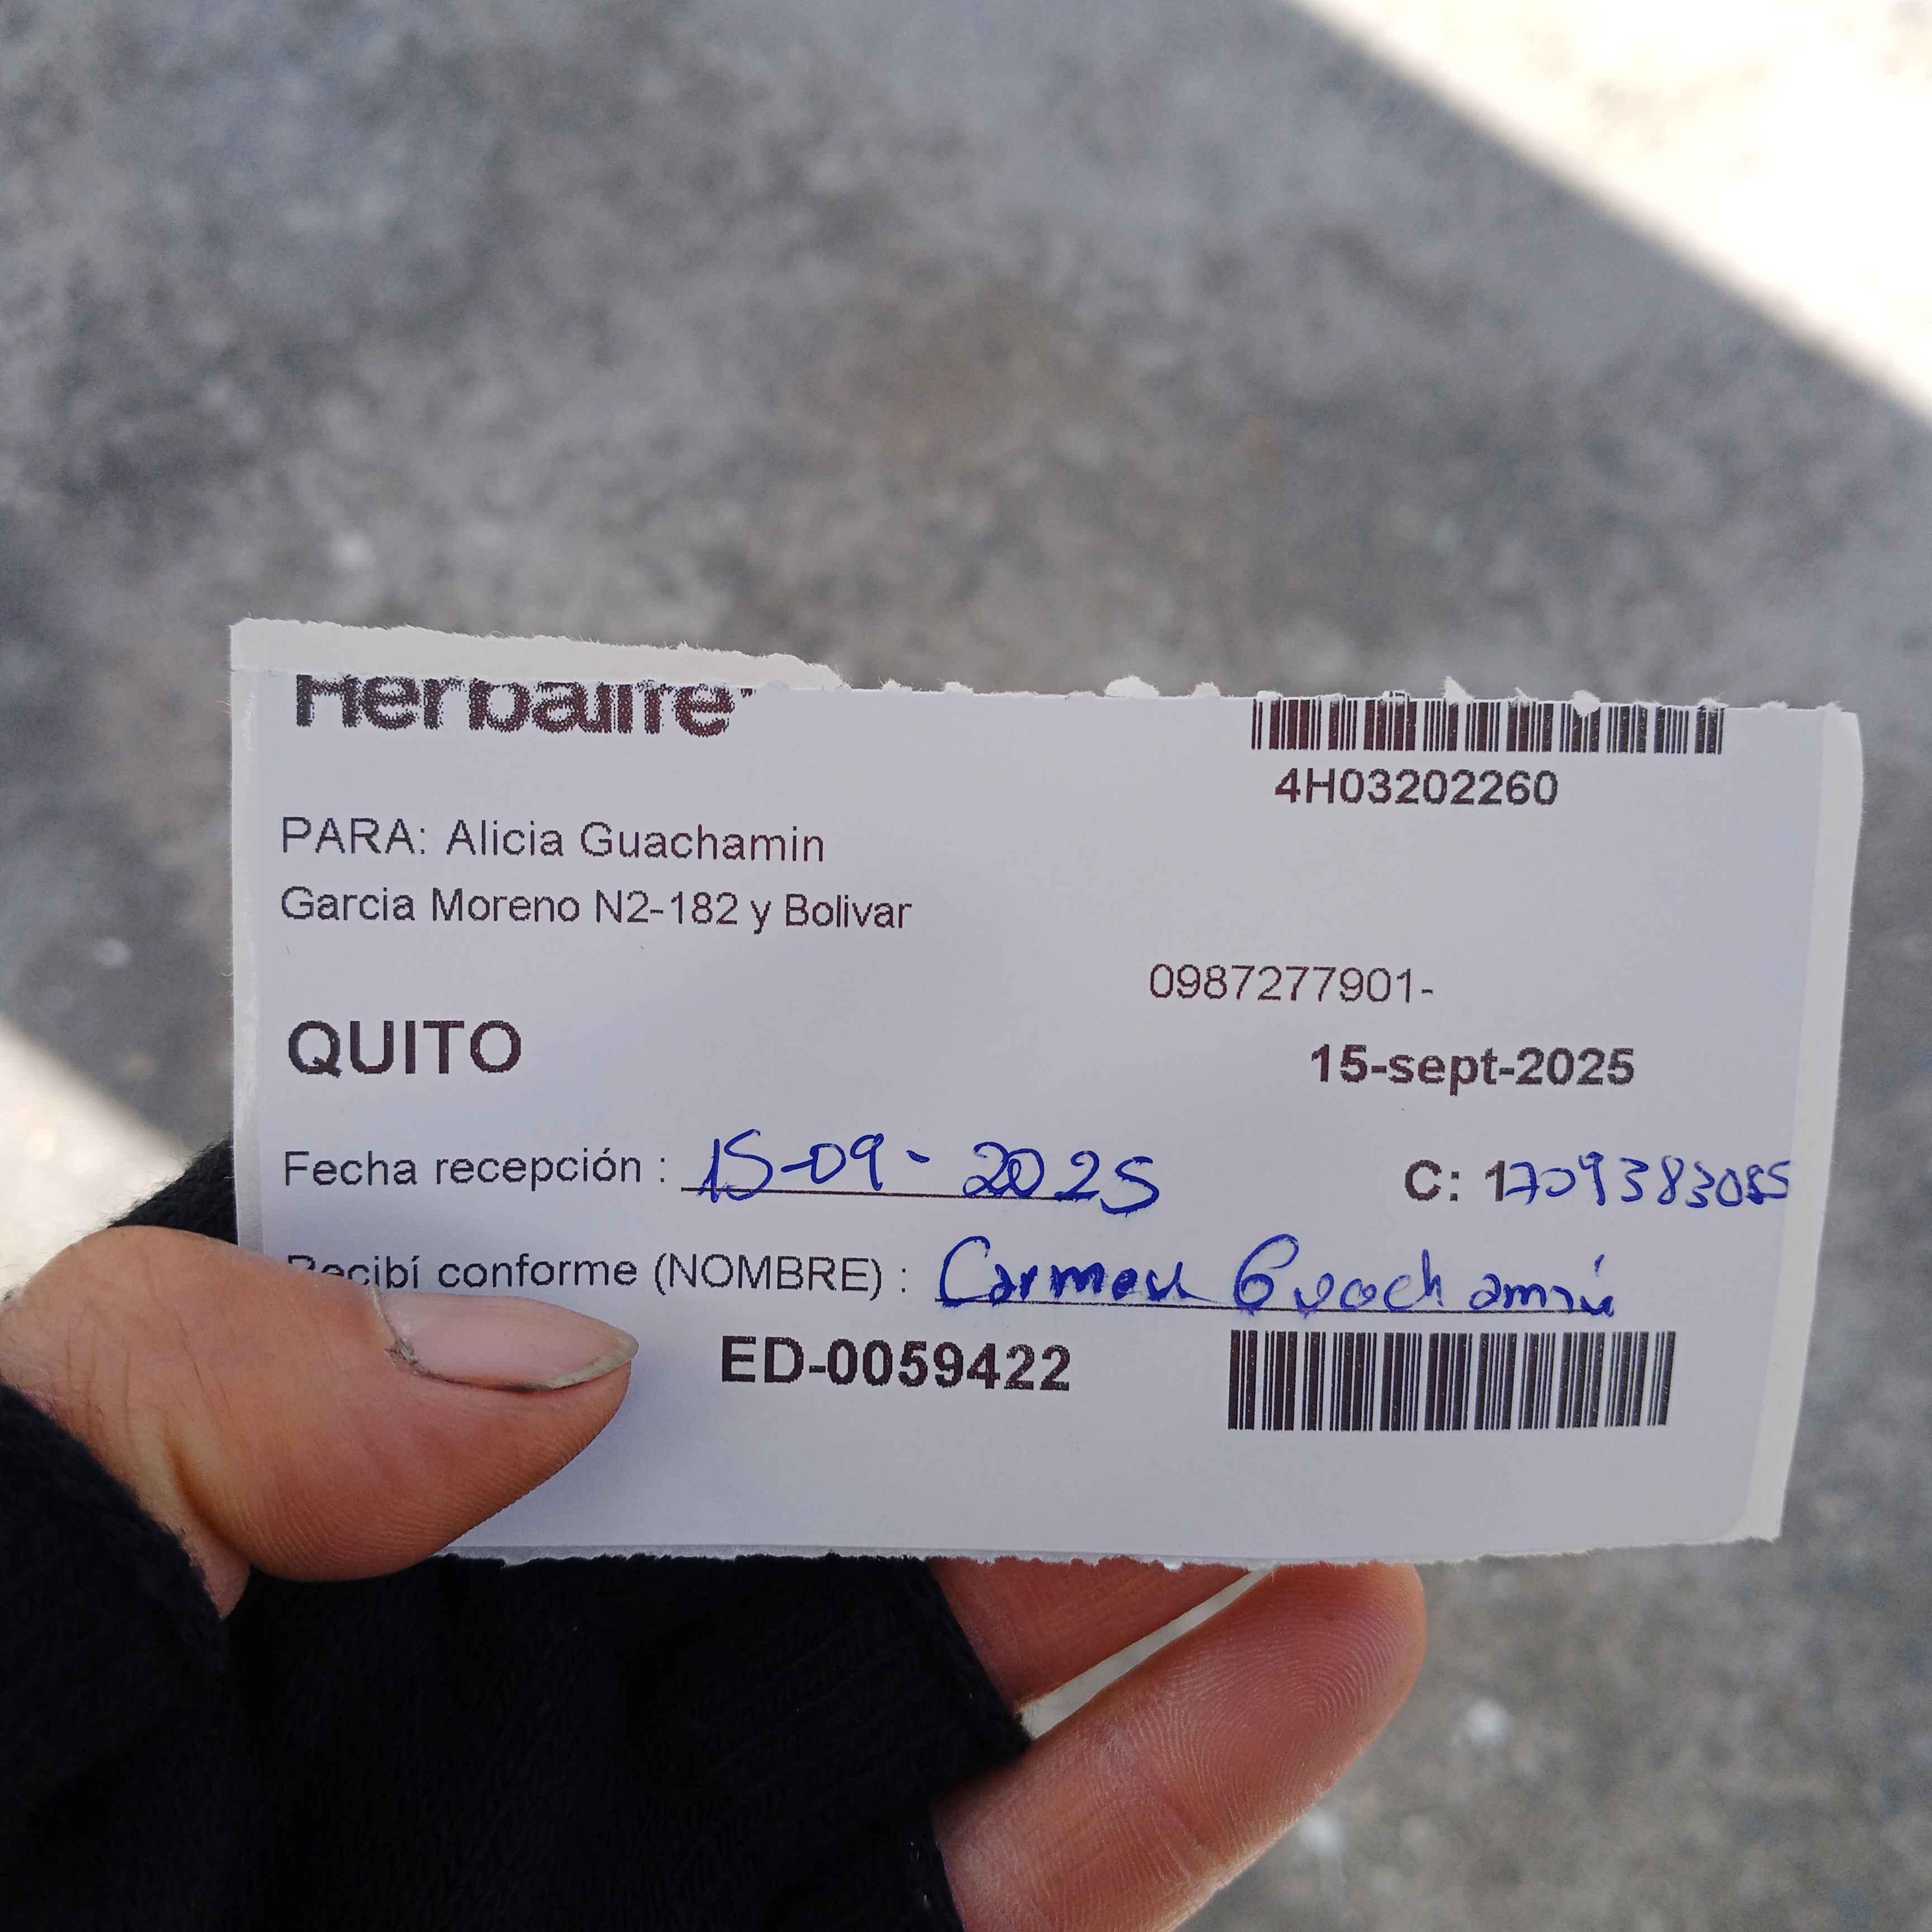 Herbalife
4H03202260
PARA: Alicia Guachamin
Garcia Moreno N2-182 y Bolivar
0987277901-
QUITO
15-sept-2025
Fecha recepción : 15-09-2025
C: 1709383055
Recibí conforme (NOMBRE) : Carmen Guachamin
ED-0059422